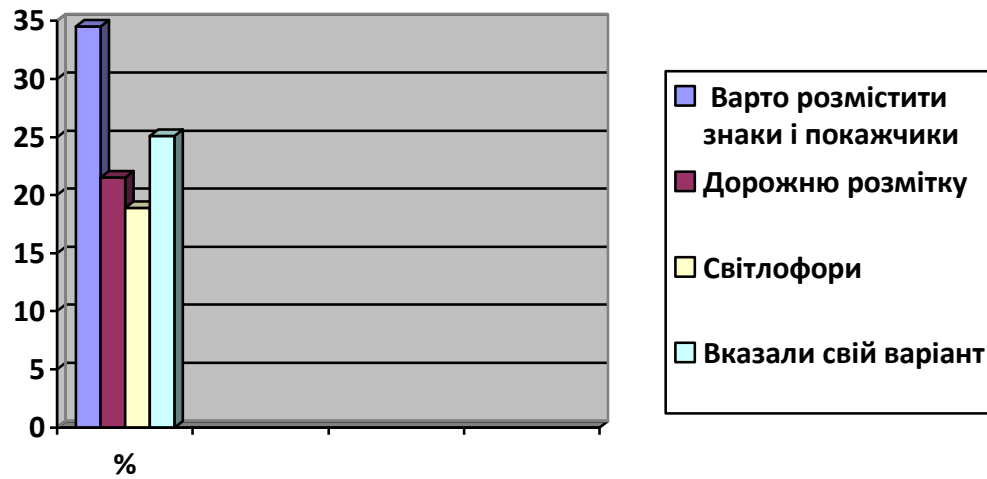 35
30
25
20
15
10
5
0
%
Варто розмістити
знаки і покажчики
Дорожню розмітку
Світлофори
Вказали свій варіант